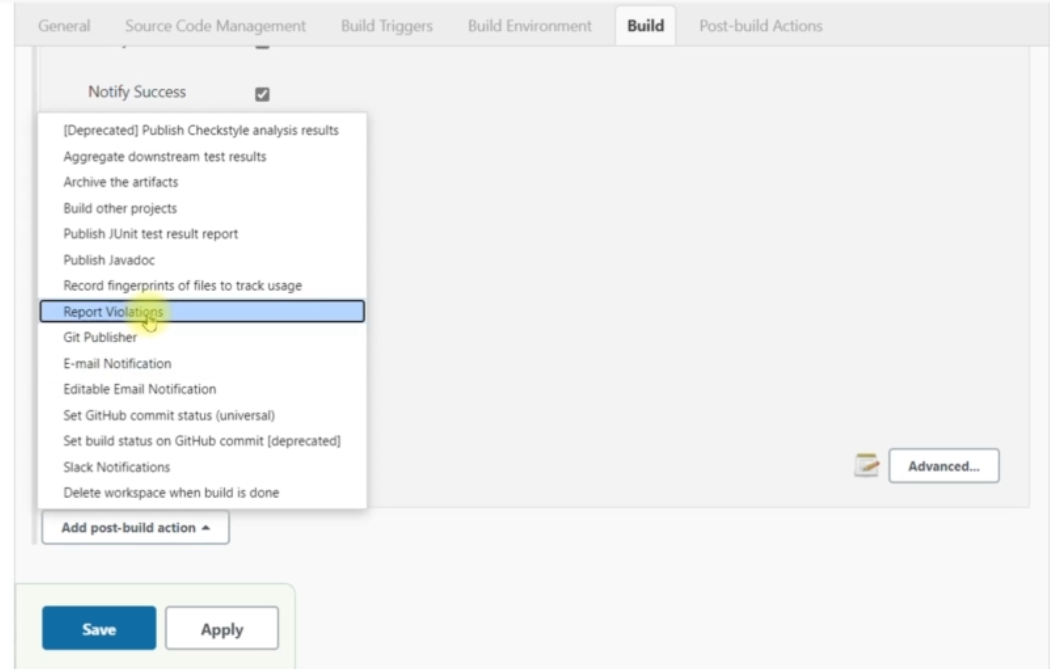 General Source Code Management Build Triggers Build Environment Build Post-build Actions
Notify Success
[Deprecated] Publish Checkstyle analysis results
Aggregate downstream test results
Archive the artifacts
Build other projects
Publish JUnit test result report
Publish Javadoc
Record fingerprints of files to track usage
Report Violations
Git Publisher
E-mail Notification
Editable Email Notification
Set GitHub commit status (universal)
Set build status on GitHub commit [deprecated]
Slack Notifications
Delete workspace when build is done
Advanced...
Add post-build action
Save Apply